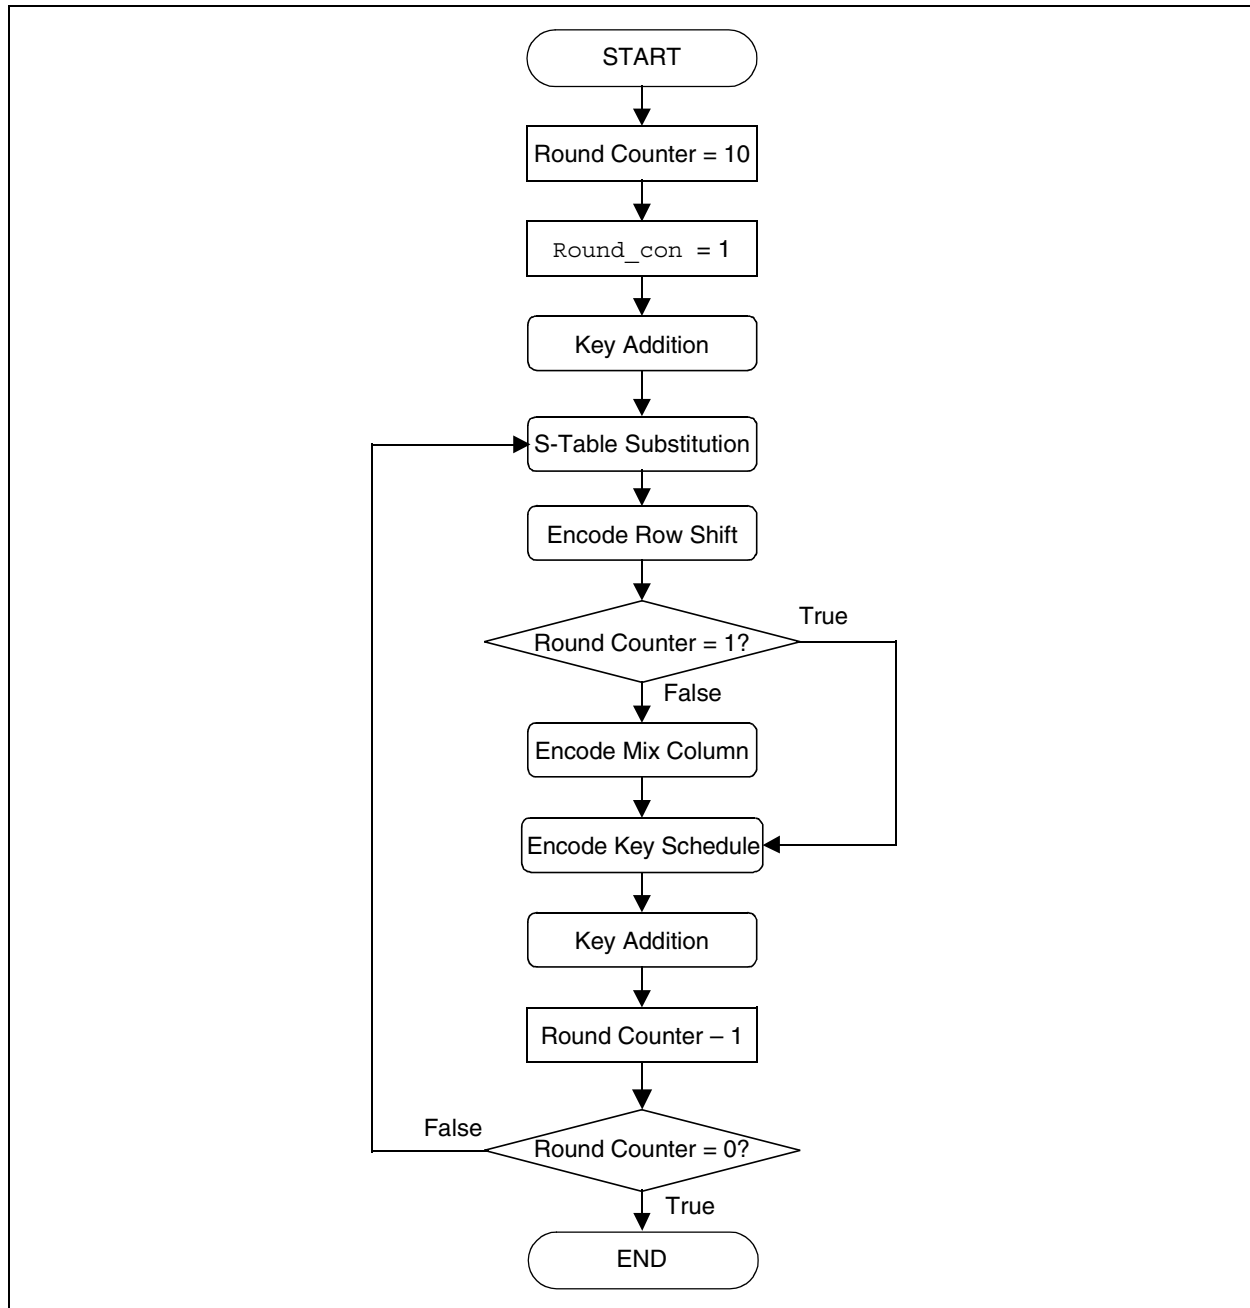 START
Round Counter = 10
Round_con = 1
Key Addition
S-Table Substitution
Encode Row Shift
True
Round Counter = 1?
False
Encode Mix Column
Encode Key Schedule
Key Addition
Round Counter – 1
False
Round Counter = 0?
True
END